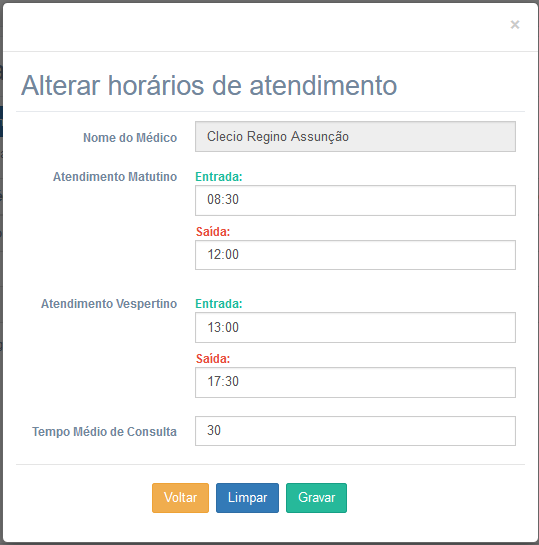 ×
Alterar horários de atendimento
Nome do Médico
Clecio Regino Assunção
Atendimento Matutino
Entrada:
08:30
Saída:
12:00
Atendimento Vespertino
Entrada:
13:00
Saída:
17:30
Tempo Médio de Consulta
30
Voltar Limpar Gravar